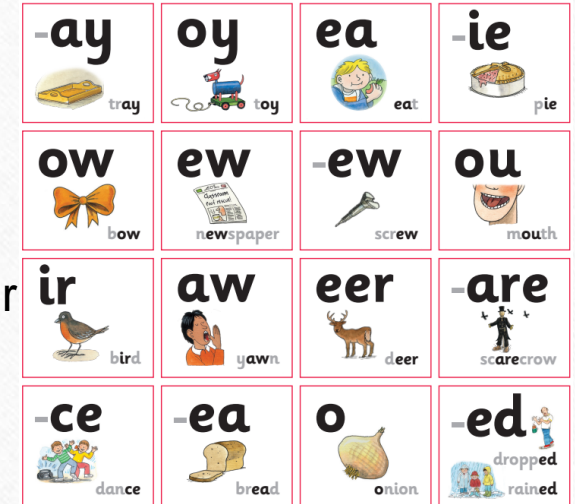 -ay oy ea -ie
tray toy eat pie
ow ew -ew ou
bow newspaper screw mouth
r ir aw eer -are
bird yawn deer scarecrow
-ce -ea o -ed
dropped
dance bread onion rained